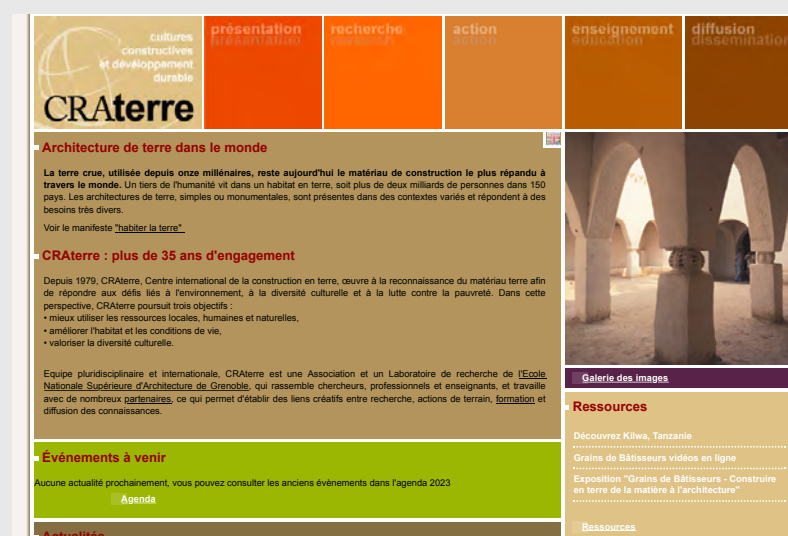 cultures
constructives
et développement
durable
CRAterre
présentation
recherche
action
enseignement
education
diffusion
dissemination
Architecture de terre dans le monde
La terre crue, utilisée depuis onze millénaires, reste aujourd'hui le matériau de construction le plus répandu à
travers le monde. Un tiers de l'humanité vit dans un habitat en terre, soit plus de deux milliards de personnes dans 150
pays. Les architectures de terre, simples ou monumentales, sont présentes dans des contextes variés et répondent à des
besoins très divers.
Voir le manifeste "habiter la terre"
CRAterre : plus de 35 ans d'engagement
Depuis 1979, CRAterre, Centre international de la construction en terre, œuvre à la reconnaissance du matériau terre afin
de répondre aux défis liés à l'environnement, à la diversité culturelle et à la lutte contre la pauvreté. Dans cette
perspective, CRAterre poursuit trois objectifs :
• mieux utiliser les ressources locales, humaines et naturelles,
• améliorer l'habitat et les conditions de vie,
• valoriser la diversité culturelle.
Equipe pluridisciplinaire et internationale, CRAterre est une Association et un Laboratoire de recherche de l'Ecole
Nationale Supérieure d'Architecture de Grenoble, qui rassemble chercheurs, professionnels et enseignants, et travaille
avec de nombreux partenaires, ce qui permet d'établir des liens créatifs entre recherche, actions de terrain, formation et
diffusion des connaissances.
Événements à venir
Aucune actualité prochainement, vous pouvez consulter les anciens évènements dans l'agenda 2023
Agenda
Actualités
Galerie des images
Ressources
Découvrez Kilwa, Tanzanie
Grains de Bâtisseurs vidéos en ligne
Exposition "Grains de Bâtisseurs - Construire
en terre de la matière à l'architecture"
Ressources